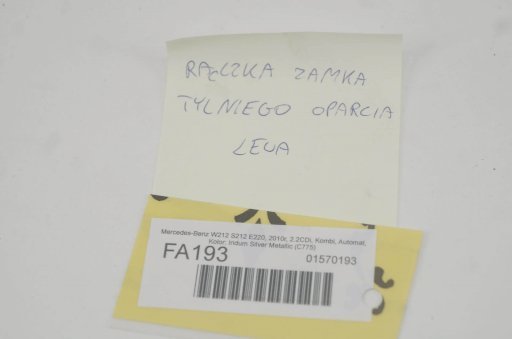 RĄCZKA ZAMKA
TYLNIEGO OPARCIA
LEWA
Mercedes-Benz W212 S212 E220, 2010r, 2.2CDi, Kombi, Automat,
Kolor: Iridium Silver Metallic (C775)
FA193
01570193